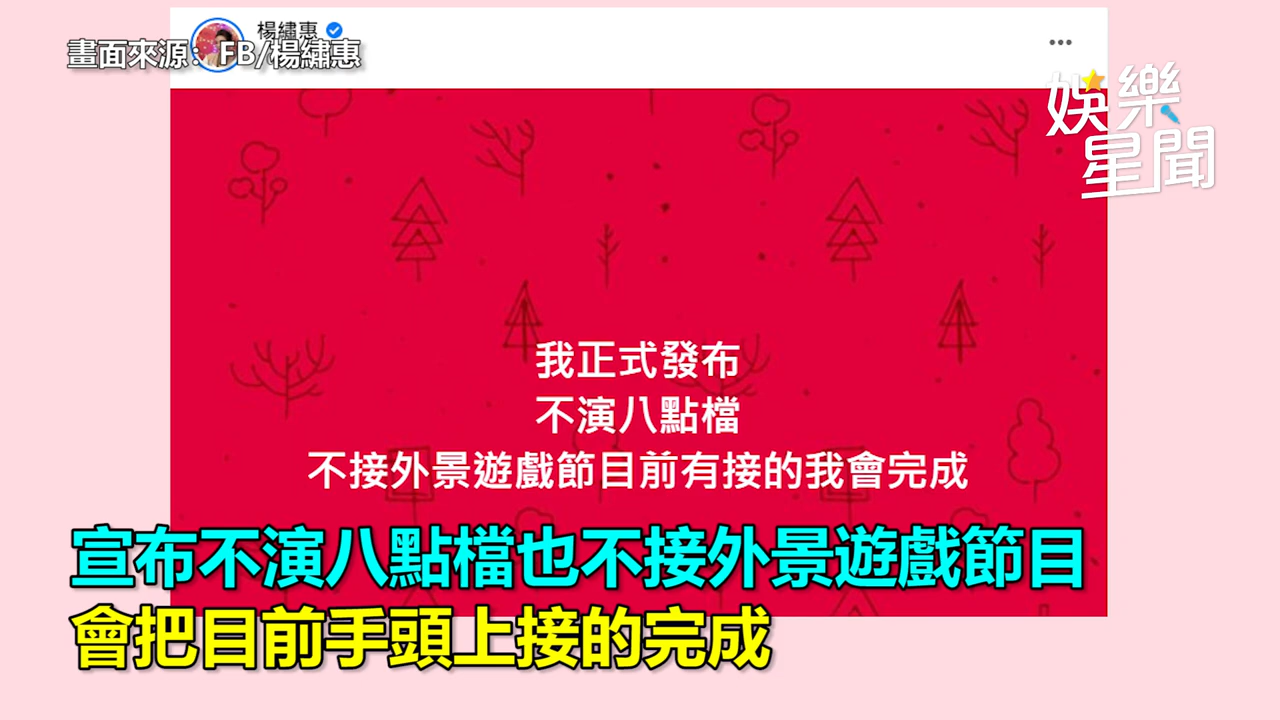 楊繡惠
畫面來源：FB/楊繡惠
娛樂
星聞
我正式發布
不演八點檔
不接外景遊戲節目前有接的我會完成
宣布不演八點檔也不接外景遊戲節目
會把目前手頭上接的完成